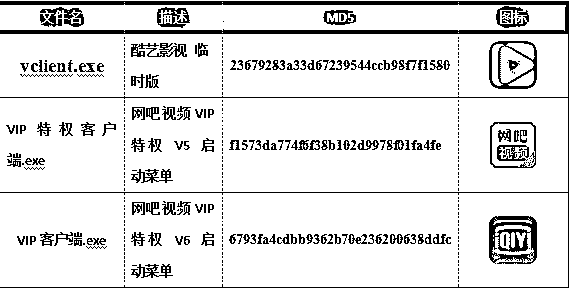 文件名 描述 MD5 图标
vclient.exe
酷艺影视 临
时版
23679283a33d67239544ccb98f7f1580
VIP 特权客户
端.exe
网吧视频 VIP
特权 V5 启
动菜单
f1573da774f6f38b102d9978f01fa4fe
网吧
视频
VIP 客户端.exe
网吧视频 VIP
特权 V6 启
动菜单
6793fa4cdbb9362b70e236200638ddfc
QIY